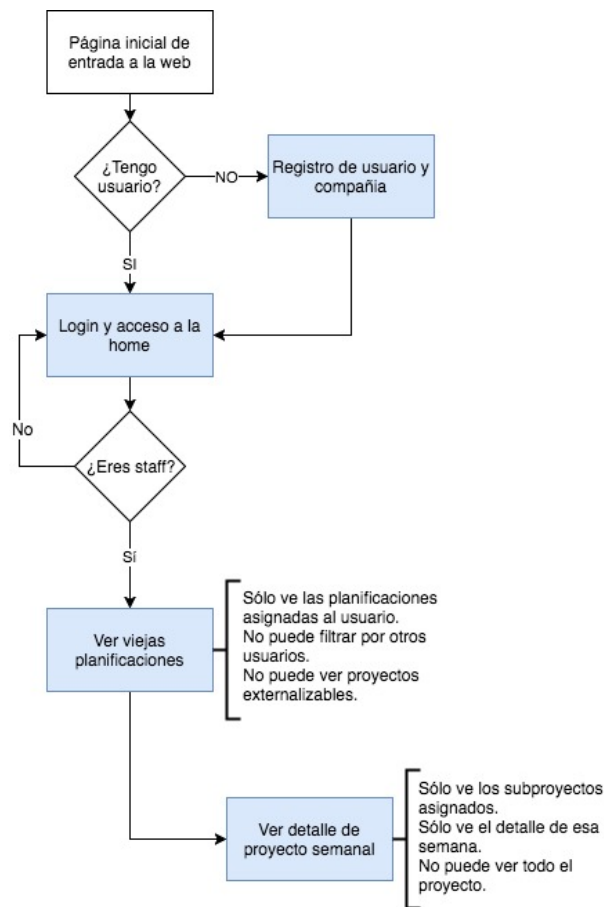 Página inicial de
entrada a la web
¿Tengo
usuario?
NO
Registro de usuario y
compañia
SI
Login y acceso a la
home
No
¿Eres staff?
Sí
Ver viejas
planificaciones
Sólo ve las planificaciones
asignadas al usuario.
No puede filtrar por otros
usuarios.
No puede ver proyectos
externalizables.
Ver detalle de
proyecto semanal
Sólo ve los subproyectos
asignados.
Sólo ve el detalle de esa
semana.
No puede ver todo el
proyecto.